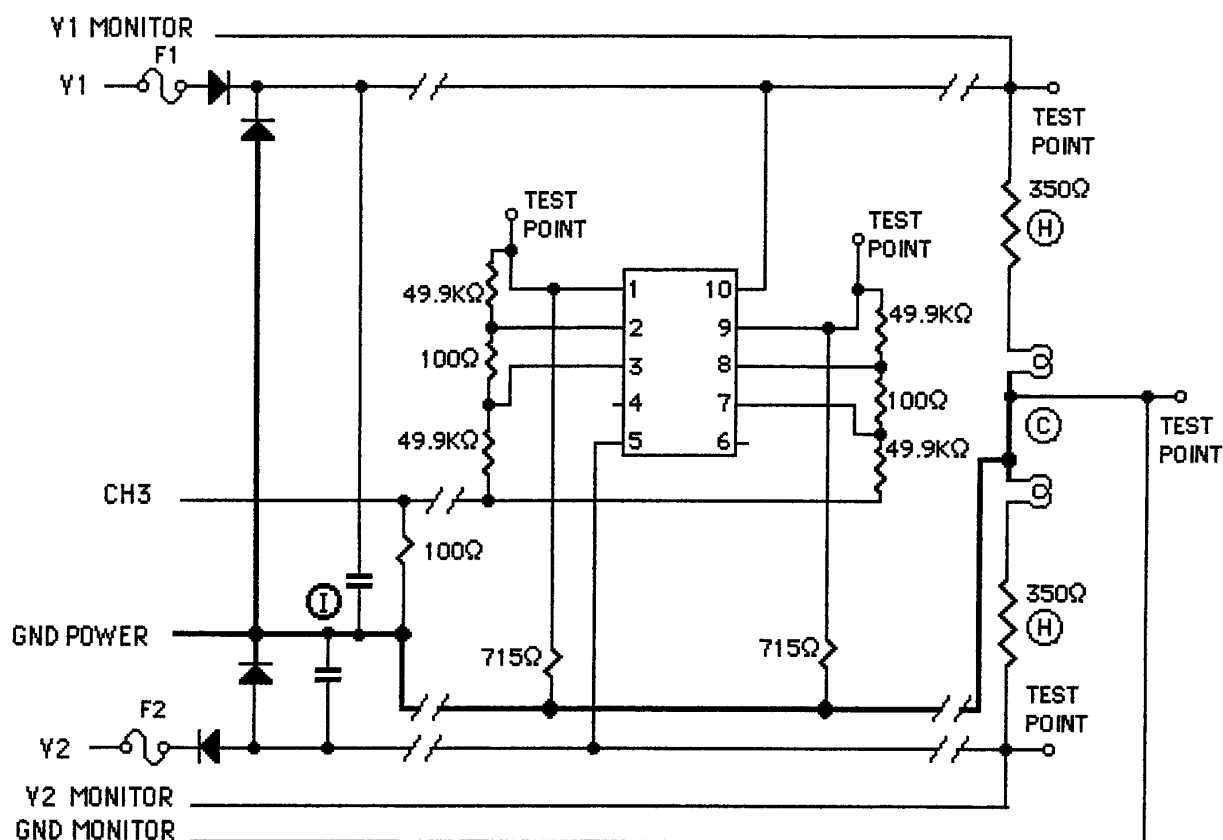 V1 MONITOR
F1
V1
TEST
POINT
350Ω
H
TEST
POINT
TEST
POINT
49.9KΩ
1
10
49.9KΩ
2
9
100Ω
3
8
4
7
100Ω
C
TEST
POINT
49.9KΩ
5
6
49.9KΩ
CH3
100Ω
I
350Ω
H
GND POWER
715Ω
715Ω
F2
TEST
POINT
V2
V2 MONITOR
GND MONITOR